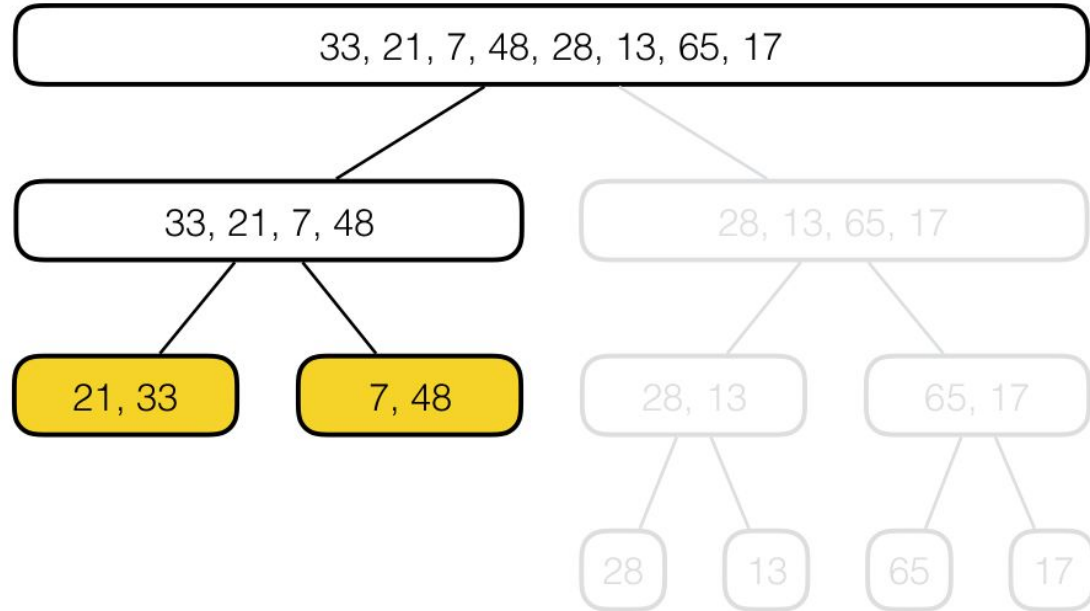 33, 21, 7, 48, 28, 13, 65, 17
33, 21, 7, 48
28, 13, 65, 17
21, 33
7, 48
28, 13
65, 17
28
13
65
17